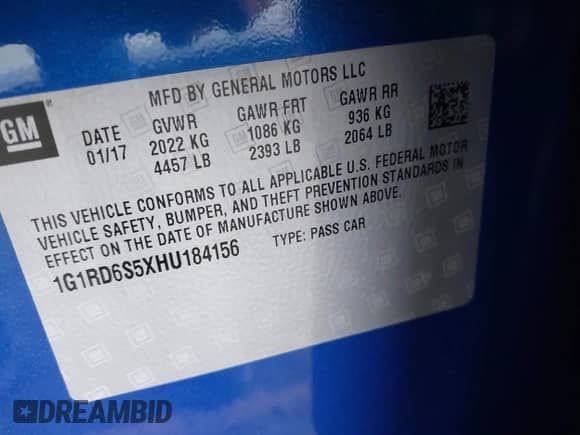 GM
®
MFD BY GENERAL MOTORS LLC
DATE GVWR GAWR FRT GAWR RR
01/17 2022 KG 1086 KG 936 KG
4457 LB 2393 LB 2064 LB
THIS VEHICLE CONFORMS TO ALL APPLICABLE U.S. FEDERAL MOTOR
VEHICLE SAFETY, BUMPER, AND THEFT PREVENTION STANDARDS IN
EFFECT ON THE DATE OF MANUFACTURE SHOWN ABOVE.
1G1RD6S5XHU184156 TYPE: PASS CAR
DREAMBID